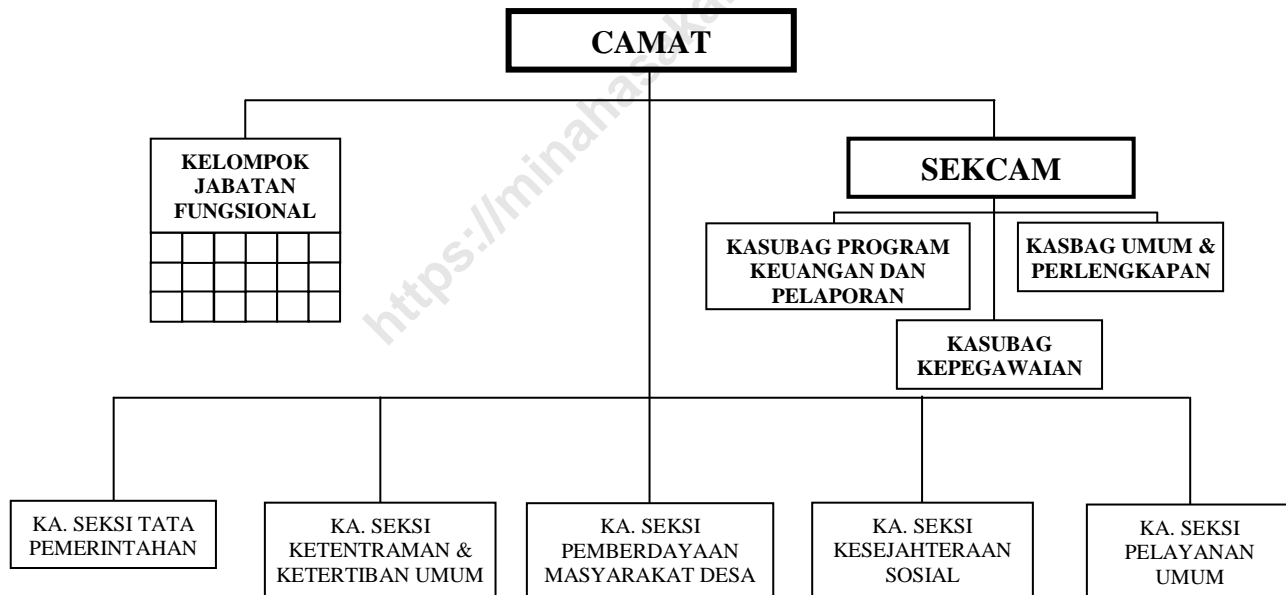 CAMAT
KELOMPOK
JABATAN
FUNGSIONAL
SEKCAM
KASUBAG PROGRAM
KEUANGAN DAN
PELAPORAN
KASBAG UMUM &
PERLENGKAPAN
KASUBAG
KEPEGAWAIAN
KA. SEKSI TATA
PEMERINTAHAN
KA. SEKSI
KETENTRAMAN &
KETERTIBAN UMUM
KA. SEKSI
PEMBERDAYAAN
MASYARAKAT DESA
KA. SEKSI
KESEJAHTERAAN
SOSIAL
KA. SEKSI
PELAYANAN
UMUM